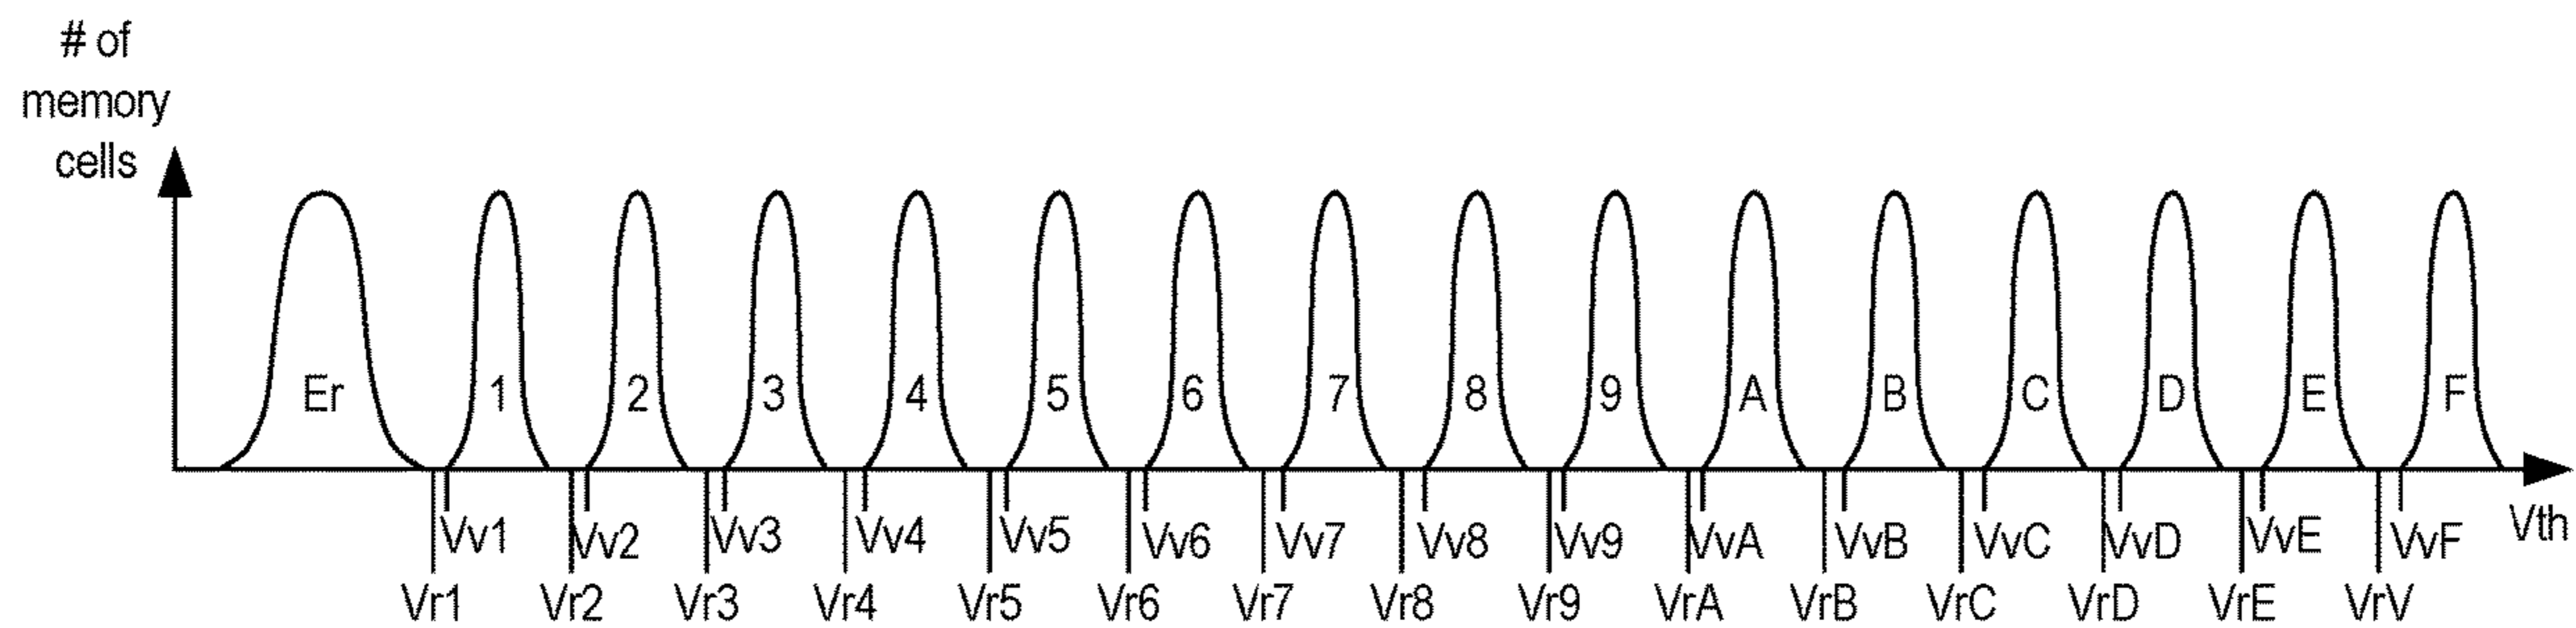 # of
memory
cells
Er 1 2 3 4 5 6 7 8 9 A B C D E F
Vv1 Vv2 Vv3 Vv4 Vv5 Vv6 Vv7 Vv8 Vv9 VvA VvB VvC VvD VvE VvF Vth
Vr1 Vr2 Vr3 Vr4 Vr5 Vr6 Vr7 Vr8 Vr9 VrA VrB VrC VrD VrE VrV